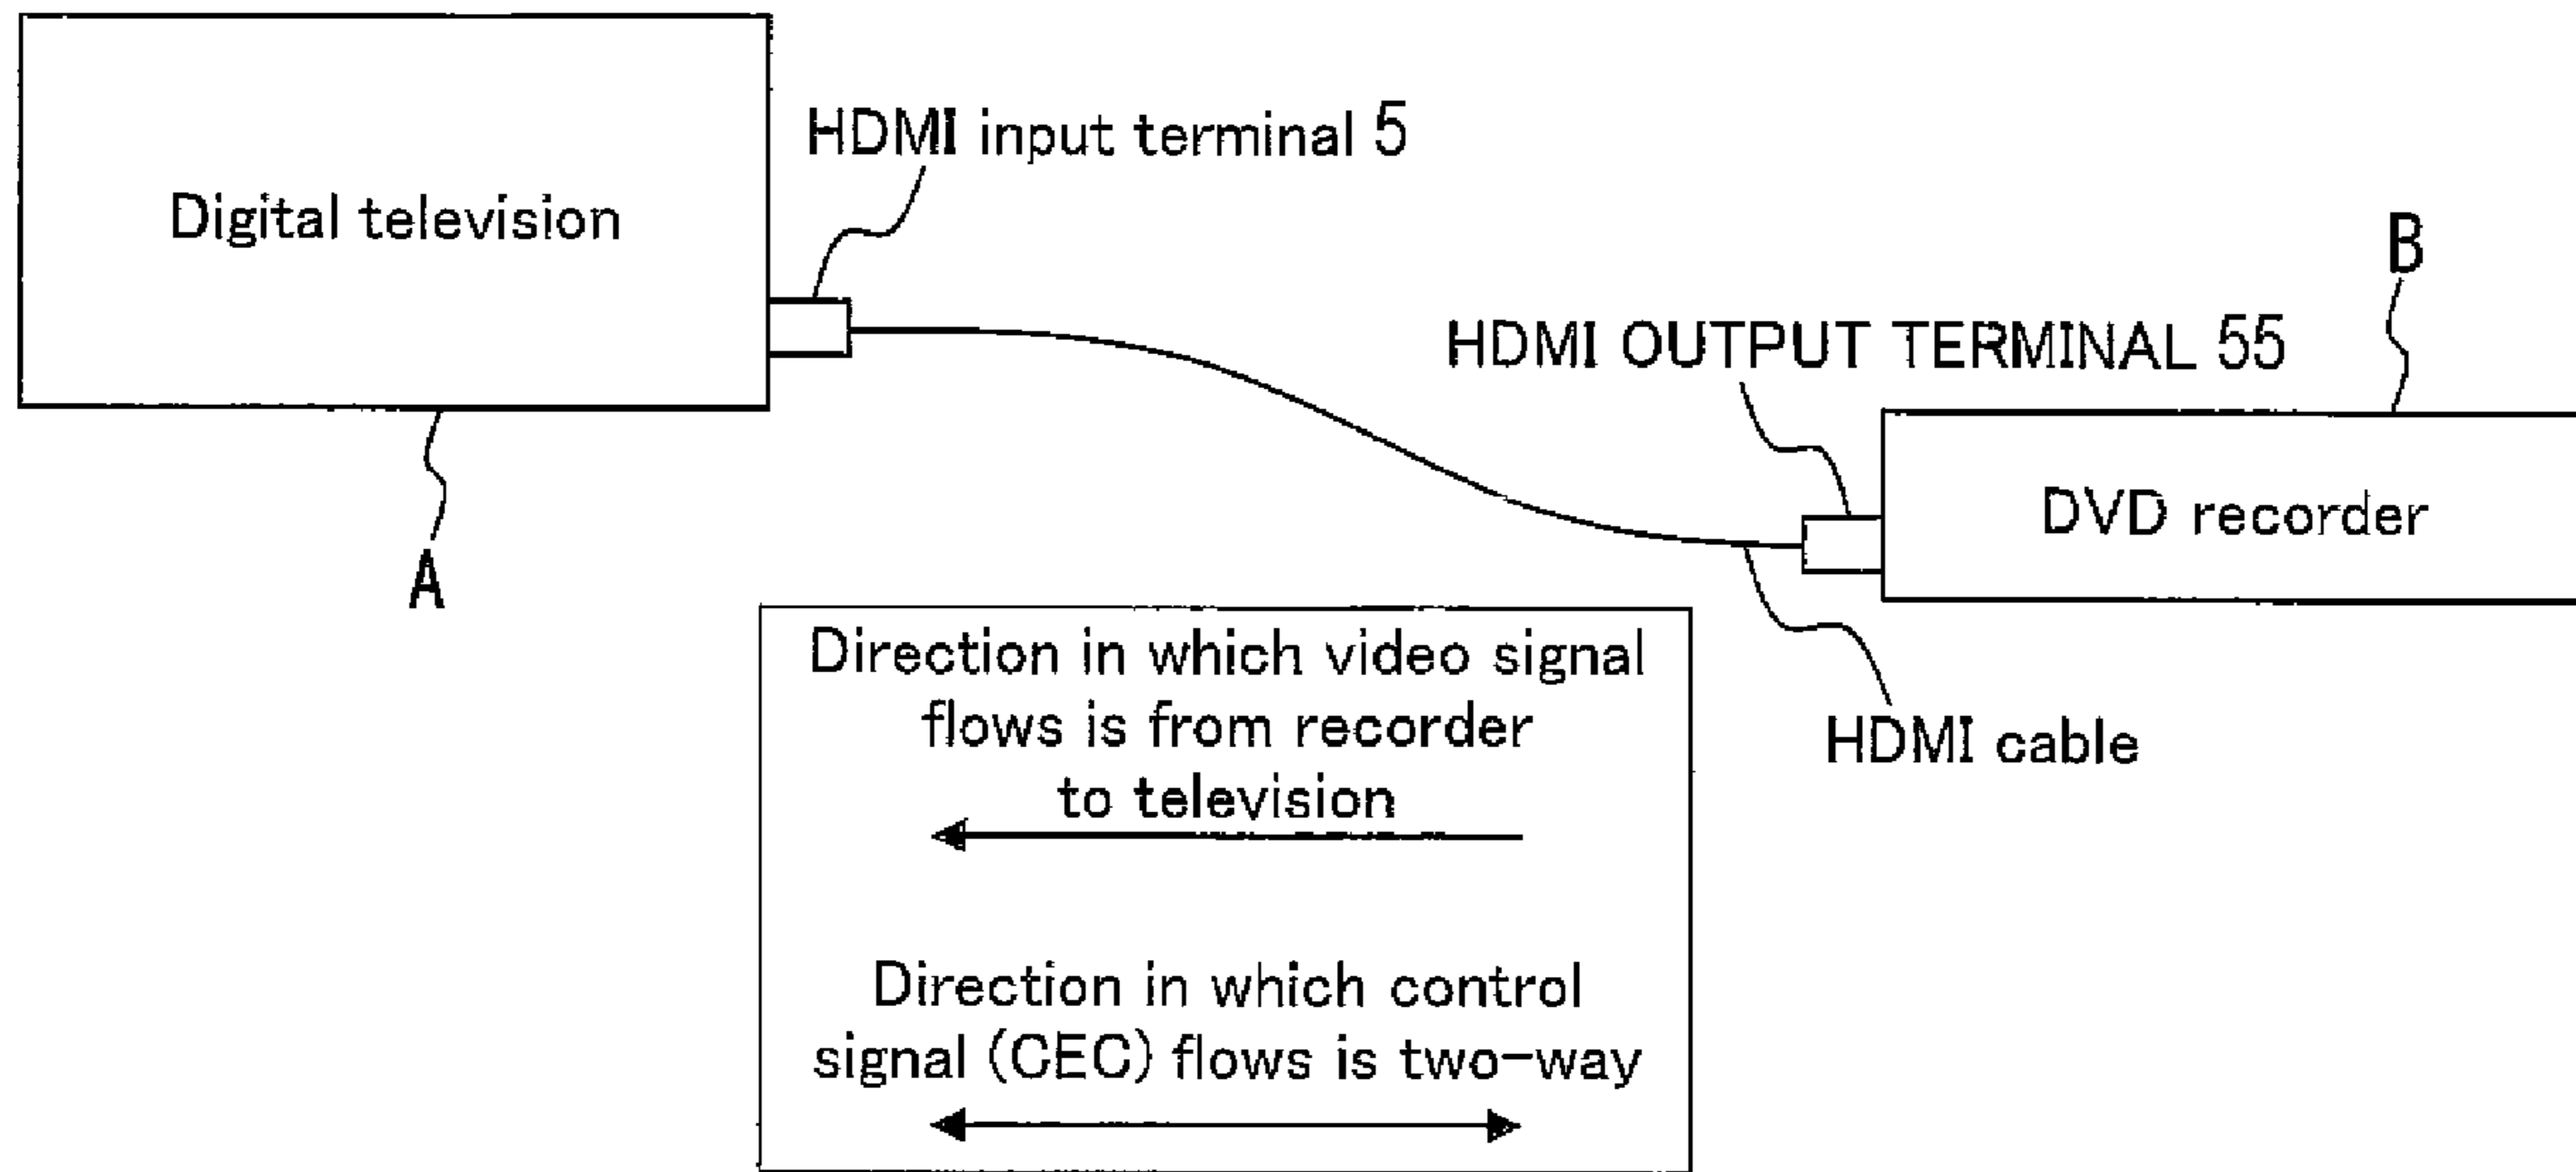 HDMI input terminal 5
Digital television
B
HDMI OUTPUT TERMINAL 55
DVD recorder
A
HDMI cable
Direction in which video signal
flows is from recorder
to television
Direction in which control
signal (CEC) flows is two-way